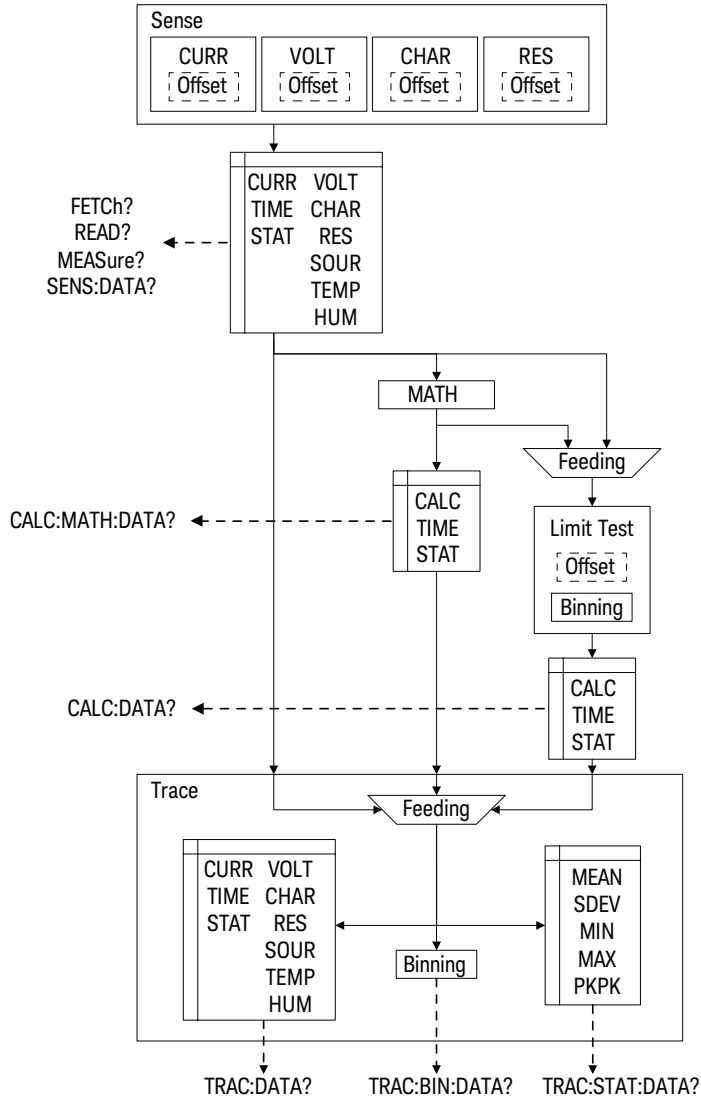 Sense
CURR VOLT CHAR RES
Offset Offset Offset Offset
CURR VOLT
TIME CHAR
STAT RES
SOUR
TEMP
HUM
FETCh?
READ?
MEASure?
SENS:DATA?
MATH
Feeding
CALC
TIME
STAT
CALC:MATH:DATA?
Limit Test
Offset
Binning
CALC
TIME
STAT
CALC:DATA?
Trace
Feeding
CURR VOLT
TIME CHAR
STAT RES
SOUR
TEMP
HUM
Binning
MEAN
SDEV
MIN
MAX
PKPK
TRAC:DATA? TRAC:BIN:DATA? TRAC:STAT:DATA?